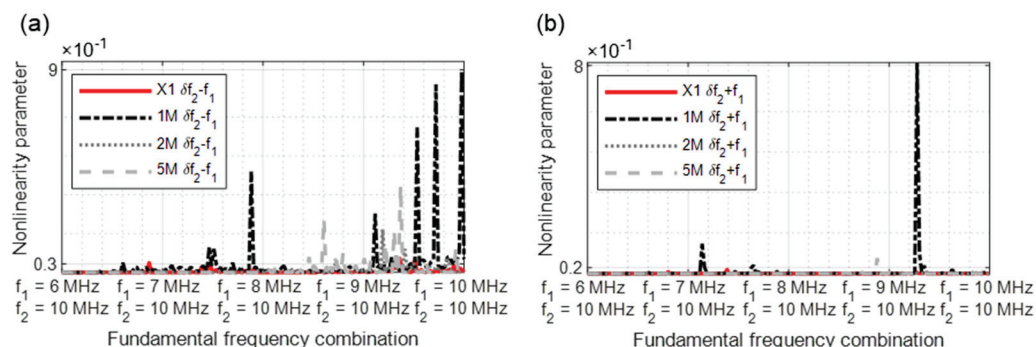 (a)
×10⁻¹
9
0.3
Nonlinearity parameter
X1 δf₂-f₁
1M δf₂-f₁
2M δf₂-f₁
5M δf₂-f₁
f₁ = 6 MHz f₁ = 7 MHz f₁ = 8 MHz f₁ = 9 MHz f₁ = 10 MHz
f₂ = 10 MHz f₂ = 10 MHz f₂ = 10 MHz f₂ = 10 MHz f₂ = 10 MHz
Fundamental frequency combination
(b)
×10⁻¹
8
0.2
Nonlinearity parameter
X1 δf₂+f₁
1M δf₂+f₁
2M δf₂+f₁
5M δf₂+f₁
f₁ = 6 MHz f₁ = 7 MHz f₁ = 8 MHz f₁ = 9 MHz f₁ = 10 MHz
f₂ = 10 MHz f₂ = 10 MHz f₂ = 10 MHz f₂ = 10 MHz f₂ = 10 MHz
Fundamental frequency combination